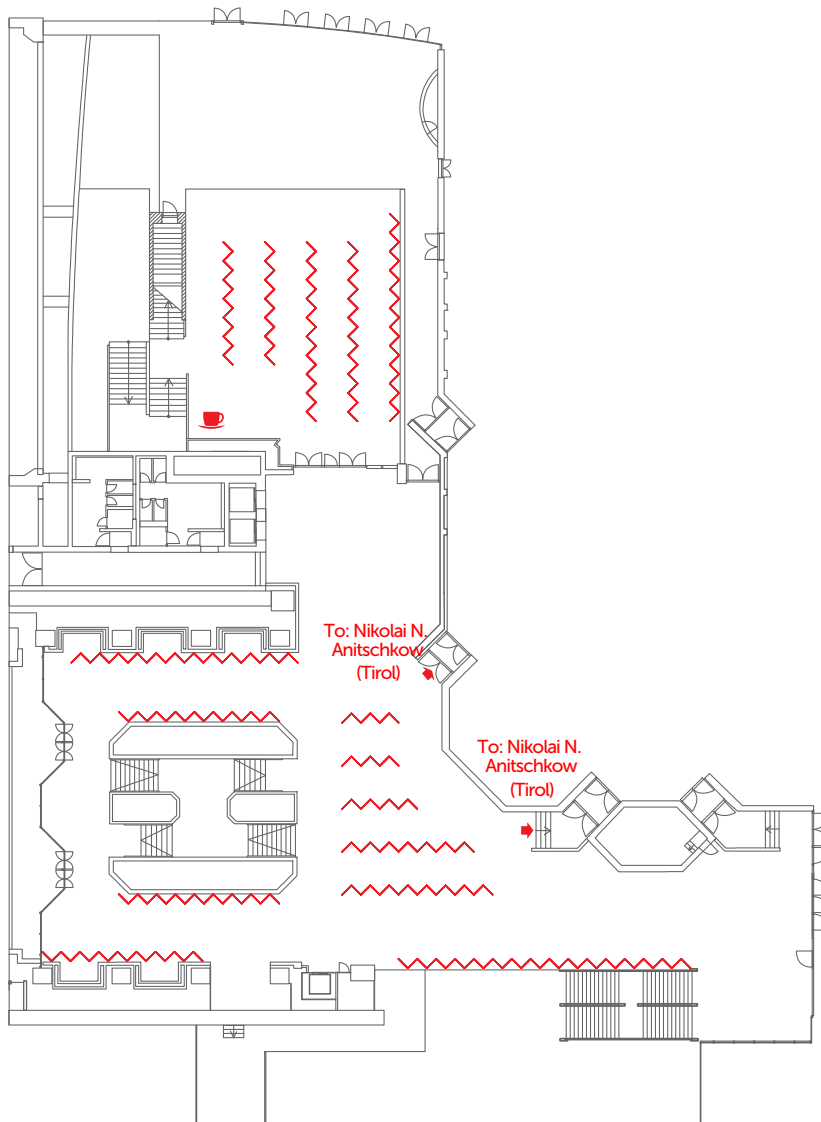 To: Nikolai N.
Anitschkow
(Tirol)
To: Nikolai N.
Anitschkow
(Tirol)